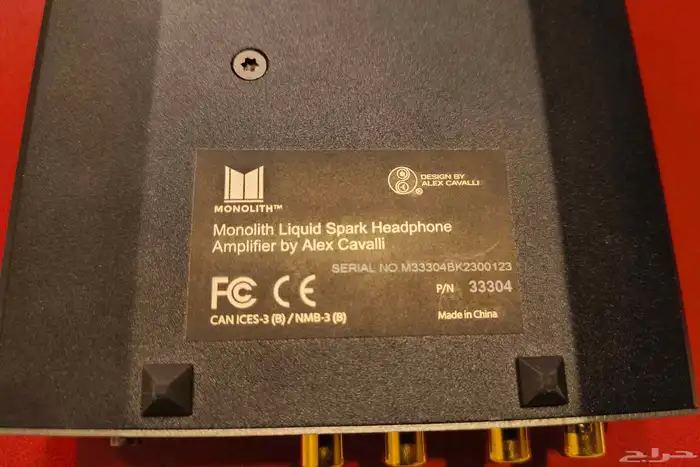 MONOLITH™
DESIGN BY
ALEX CAVALLI
®
Monolith Liquid Spark Headphone
Amplifier by Alex Cavalli
SERIAL NO.M33304BK2300123
FC CE
P/N 33304
CAN ICES-3 (B) / NMB-3 (B)
Made in China
حراج